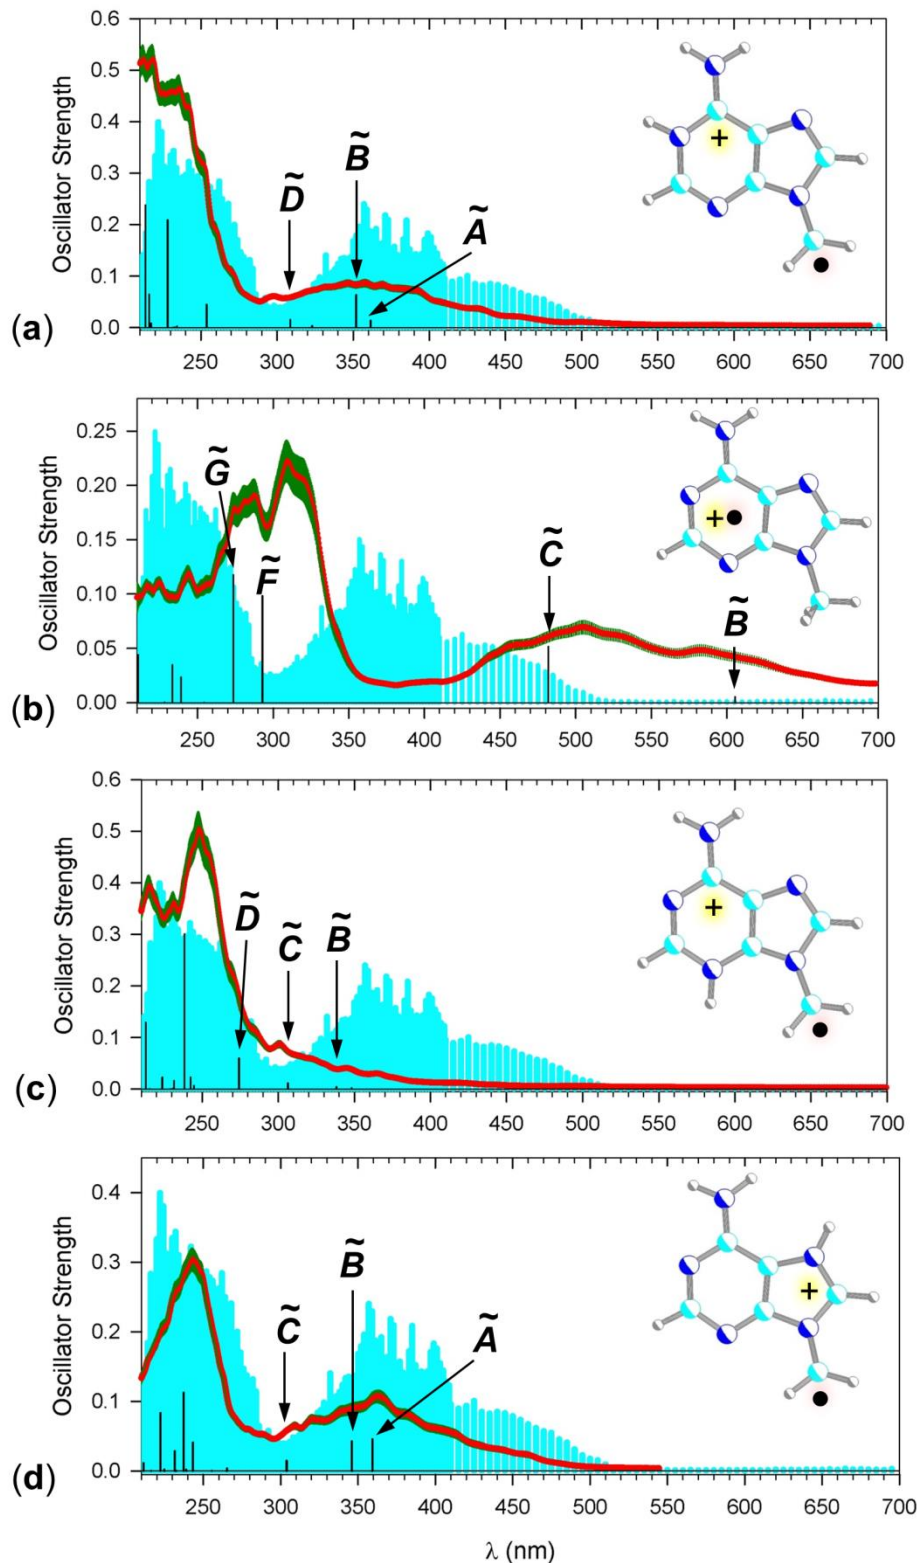 0.6
0.5
0.4
0.3
0.2
0.1
0.0
Oscillator Strength
D̃
B̃
Ã
+
250 300 350 400 450 500 550 600 650 700
(a)
0.25
0.20
0.15
0.10
0.05
0.00
Oscillator Strength
G̃
F̃
C̃
B̃
+
250 300 350 400 450 500 550 600 650 700
(b)
0.6
0.5
0.4
0.3
0.2
0.1
0.0
Oscillator Strength
D̃
C̃
B̃
+
250 300 350 400 450 500 550 600 650 700
(c)
0.4
0.3
0.2
0.1
0.0
Oscillator Strength
C̃
B̃
Ã
+
250 300 350 400 450 500 550 600 650 700
(d)
λ (nm)